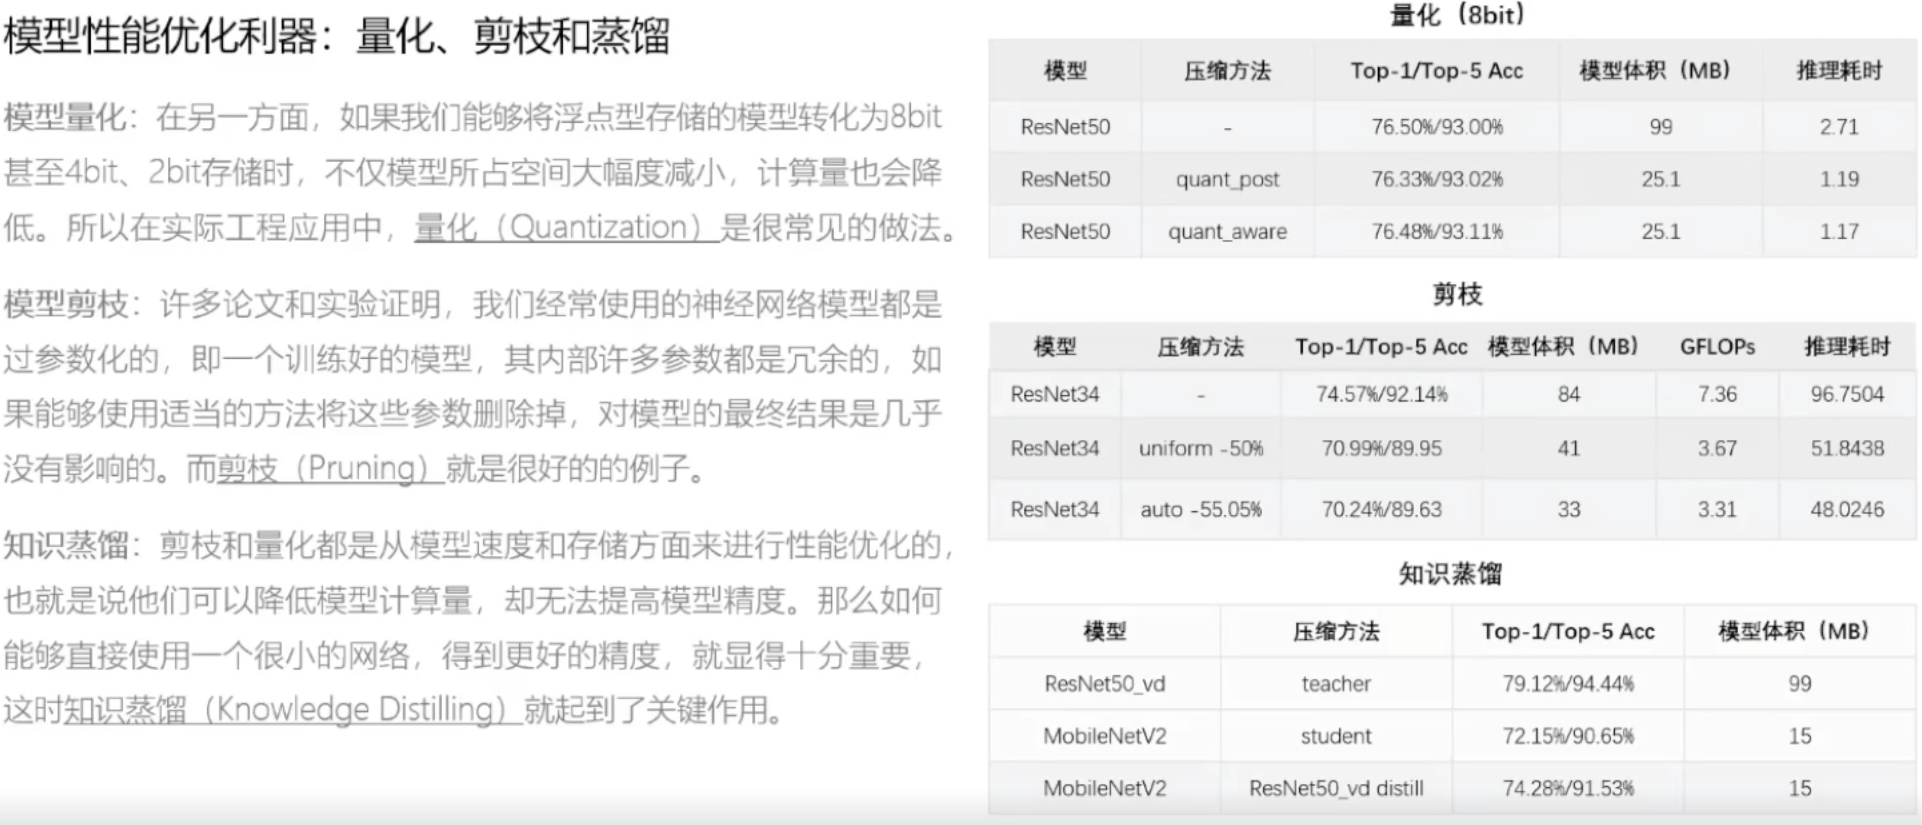 模型性能优化利器：量化、剪枝和蒸馏
模型量化：在另一方面，如果我们能够将浮点型存储的模型转化为8bit
甚至4bit、2bit存储时，不仅模型所占空间大幅度减小，计算量也会降
低。所以在实际工程应用中，量化（Quantization）是很常见的做法。
模型剪枝：许多论文和实验证明，我们经常使用的神经网络模型都是
过参数化的，即一个训练好的模型，其内部许多参数都是冗余的，如
果能够使用适当的方法将这些参数删除掉，对模型的最终结果是几乎
没有影响的。而剪枝（Pruning）就是很好的的例子。
知识蒸馏：剪枝和量化都是从模型速度和存储方面来进行性能优化的，
也就是说他们可以降低模型计算量，却无法提高模型精度。那么如何
能够直接使用一个很小的网络，得到更好的精度，就显得十分重要，
这时知识蒸馏（Knowledge Distilling）就起到了关键作用。
量化（8bit）
模型 压缩方法 Top-1/Top-5 Acc 模型体积（MB） 推理耗时
ResNet50 - 76.50%/93.00% 99 2.71
ResNet50 quant_post 76.33%/93.02% 25.1 1.19
ResNet50 quant_aware 76.48%/93.11% 25.1 1.17
剪枝
模型 压缩方法 Top-1/Top-5 Acc 模型体积（MB） GFLOPs 推理耗时
ResNet34 - 74.57%/92.14% 84 7.36 96.7504
ResNet34 uniform -50% 70.99%/89.95 41 3.67 51.8438
ResNet34 auto -55.05% 70.24%/89.63 33 3.31 48.0246
知识蒸馏
模型 压缩方法 Top-1/Top-5 Acc 模型体积（MB）
ResNet50_vd teacher 79.12%/94.44% 99
MobileNetV2 student 72.15%/90.65% 15
MobileNetV2 ResNet50_vd distill 74.28%/91.53% 15